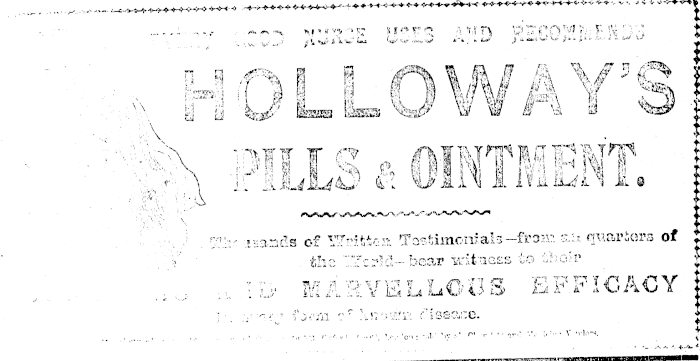 GOOD NURSE USES AND RECOMMENDS
HOLLOWAY'S
PILLS & OINTMENT.
Thousands of Written Testimonials—from all quarters of
the World—bear witness to their
MARVELLOUS EFFICACY
form of known disease.